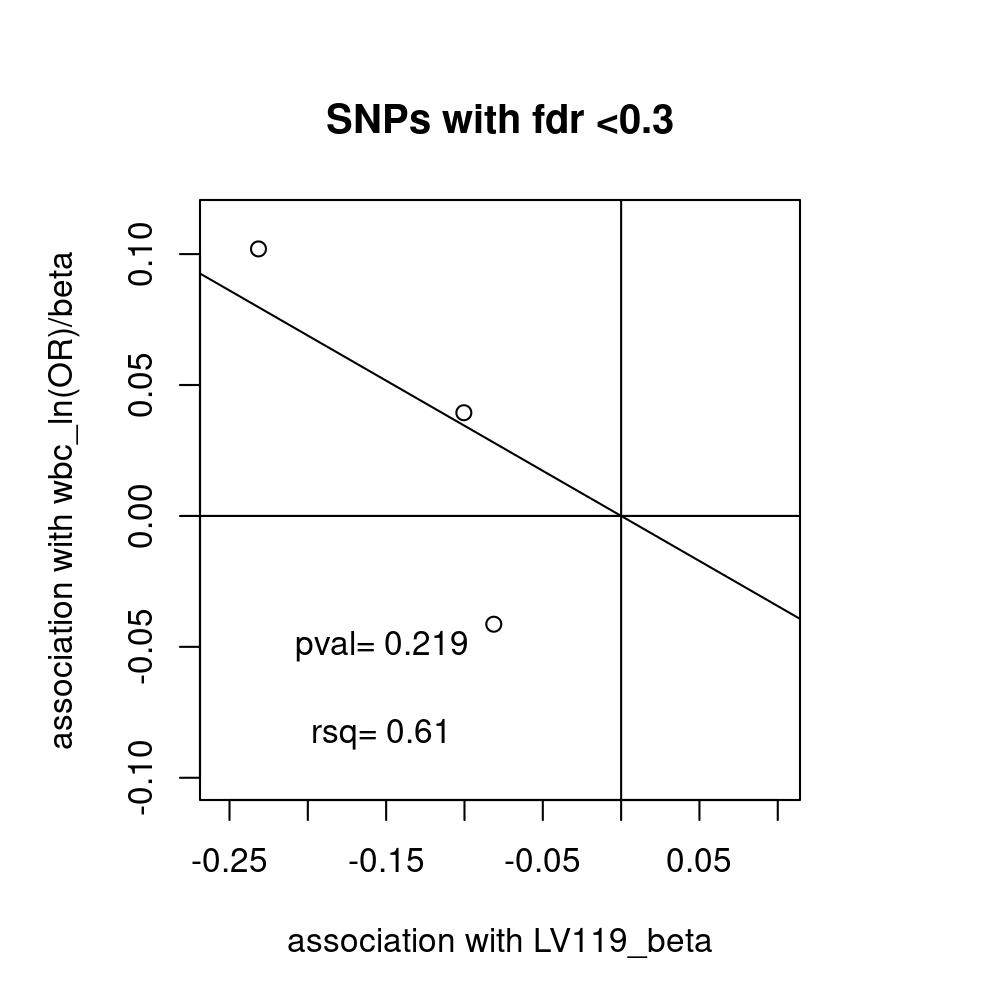 SNPs with fdr <0.3
association with wbc_ln(OR)/beta
0.10
0.05
0.00
-0.05
-0.10
pval= 0.219
rsq= 0.61
-0.25 -0.15 -0.05 0.05
association with LV119_beta